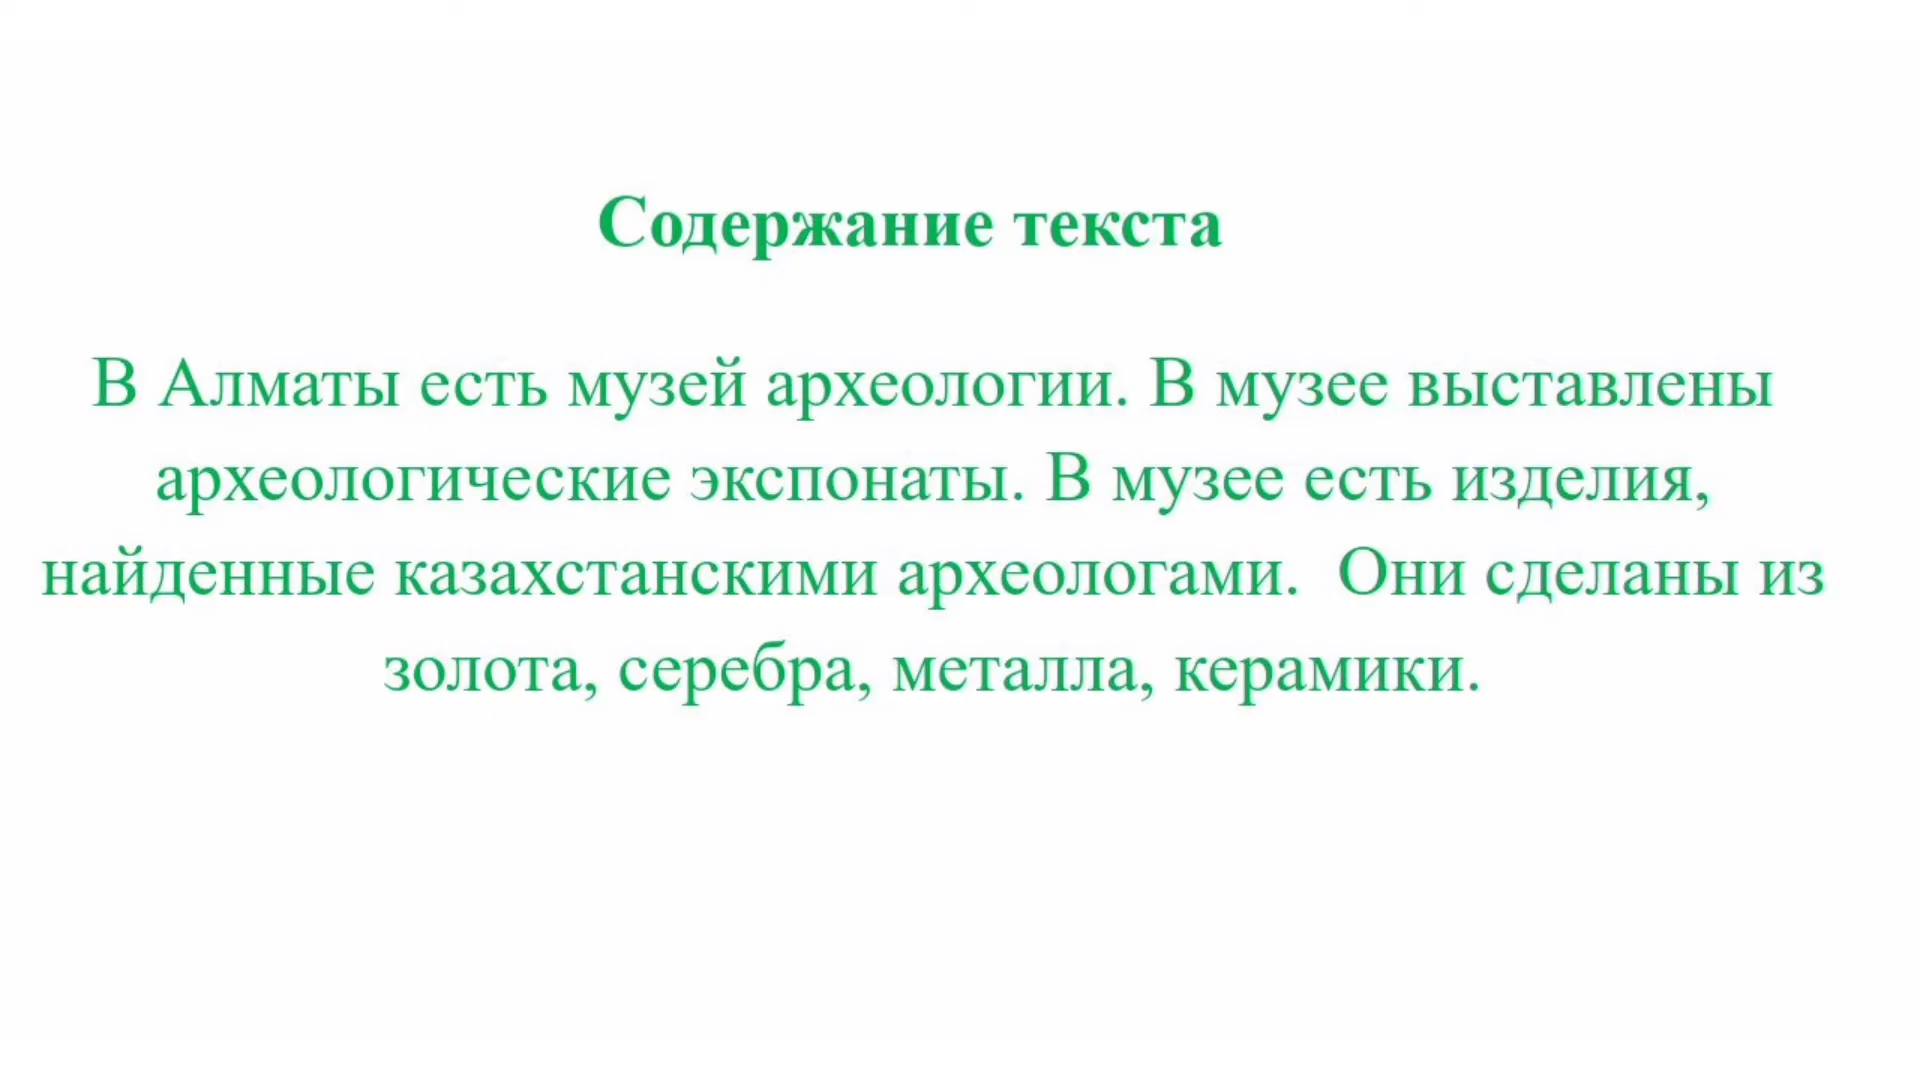 Содержание текста
В Алматы есть музей археологии. В музее выставлены
археологические экспонаты. В музее есть изделия,
найденные казахстанскими археологами.  Они сделаны из
золота, серебра, металла, керамики.